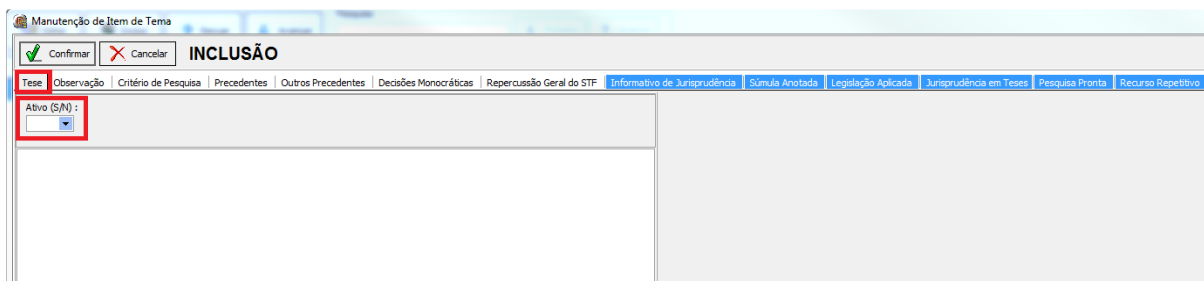 Manutenção de Item de Tema
Confirmar Cancelar INCLUSÃO
Tese Observação Critério de Pesquisa Precedentes Outros Precedentes Decisões Monocráticas Repercussão Geral do STF Informativo de Jurisprudência Súmula Anotada Legislação Aplicada Jurisprudência em Teses Pesquisa Pronta Recurso Repetitivo
Ativo (S/N) :